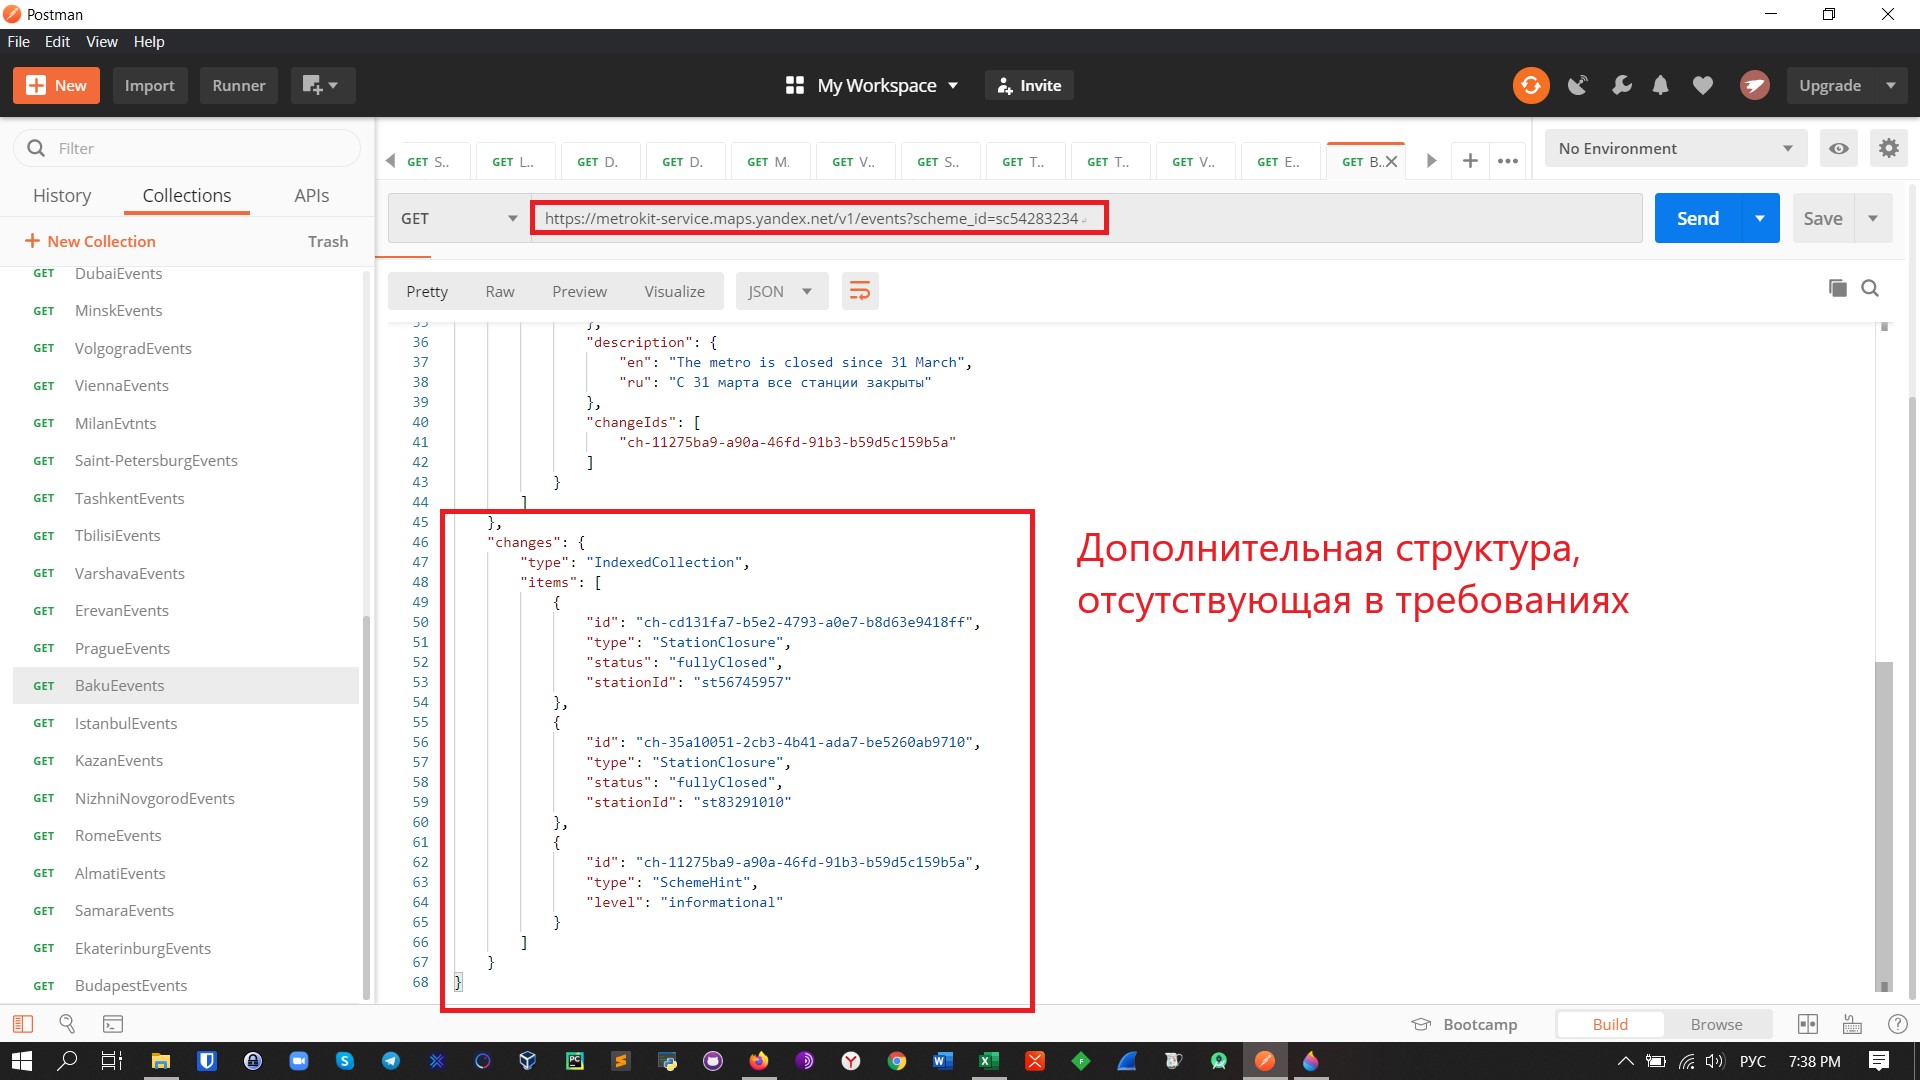 Postman
File Edit View Help
New Import Runner My Workspace Invite Upgrade
Filter
History Collections APIs
New Collection Trash
GET DubaiEvents
GET MinskEvents
GET VolgogradEvents
GET ViennaEvents
GET MilanEvtnts
GET Saint-PetersburgEvents
GET TashkentEvents
GET TbilisiEvents
GET VarshavaEvents
GET ErevanEvents
GET PragueEvents
GET BakuEevents
GET IstanbulEvents
GET KazanEvents
GET NizhniNovgorodEvents
GET RomeEvents
GET AlmatiEvents
GET SamaraEvents
GET EkaterinburgEvents
GET BudapestEvents
GET S.. GET L.. GET D. GET D. GET M. GET V.. GET S.. GET T.. GET T.. GET V.. GET E.. GET B..
No Environment
GET https://metrokit-service.maps.yandex.net/v1/events?scheme_id=sc54283234 Send Save
Pretty Raw Preview Visualize JSON
35 },
36 "description": {
37 "en": "The metro is closed since 31 March",
38 "ru": "С 31 марта все станции закрыты"
39 },
40 "changeIds": [
41 "ch-11275ba9-a90a-46fd-91b3-b59d5c159b5a"
42 ]
43 }
44 ]
45 },
46 "changes": {
47 "type": "IndexedCollection",
48 "items": [
49 {
50 "id": "ch-cd131fa7-b5e2-4793-a0e7-b8d63e9418ff",
51 "type": "StationClosure",
52 "status": "fullyClosed",
53 "stationId": "st56745957"
54 },
55 {
56 "id": "ch-35a10051-2cb3-4b41-ada7-be5260ab9710",
57 "type": "StationClosure",
58 "status": "fullyClosed",
59 "stationId": "st83291010"
60 },
61 {
62 "id": "ch-11275ba9-a90a-46fd-91b3-b59d5c159b5a",
63 "type": "SchemeHint",
64 "level": "informational"
65 }
66 ]
67 }
68 }
Дополнительная структура,
отсутствующая в требованиях
Bootcamp Build Browse
РУС 7:38 PM